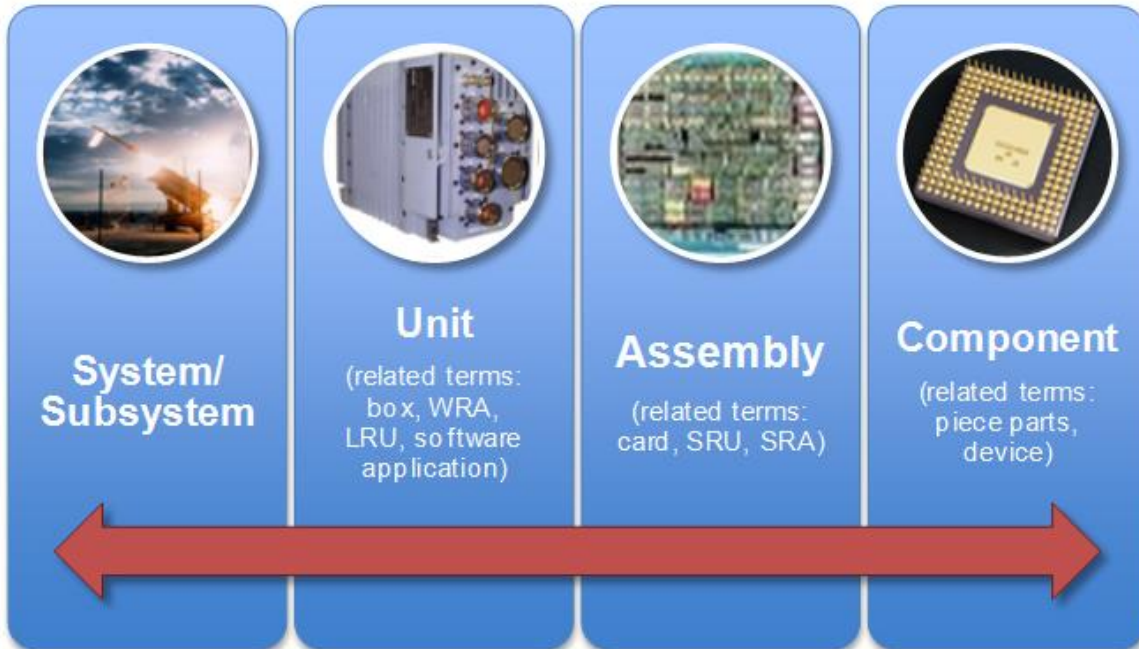 System/
Subsystem
Unit
(related terms:
box, WRA,
LRU, software
application)
Assembly
(related terms:
card, SRU, SRA)
Component
(related terms:
piece parts,
device)